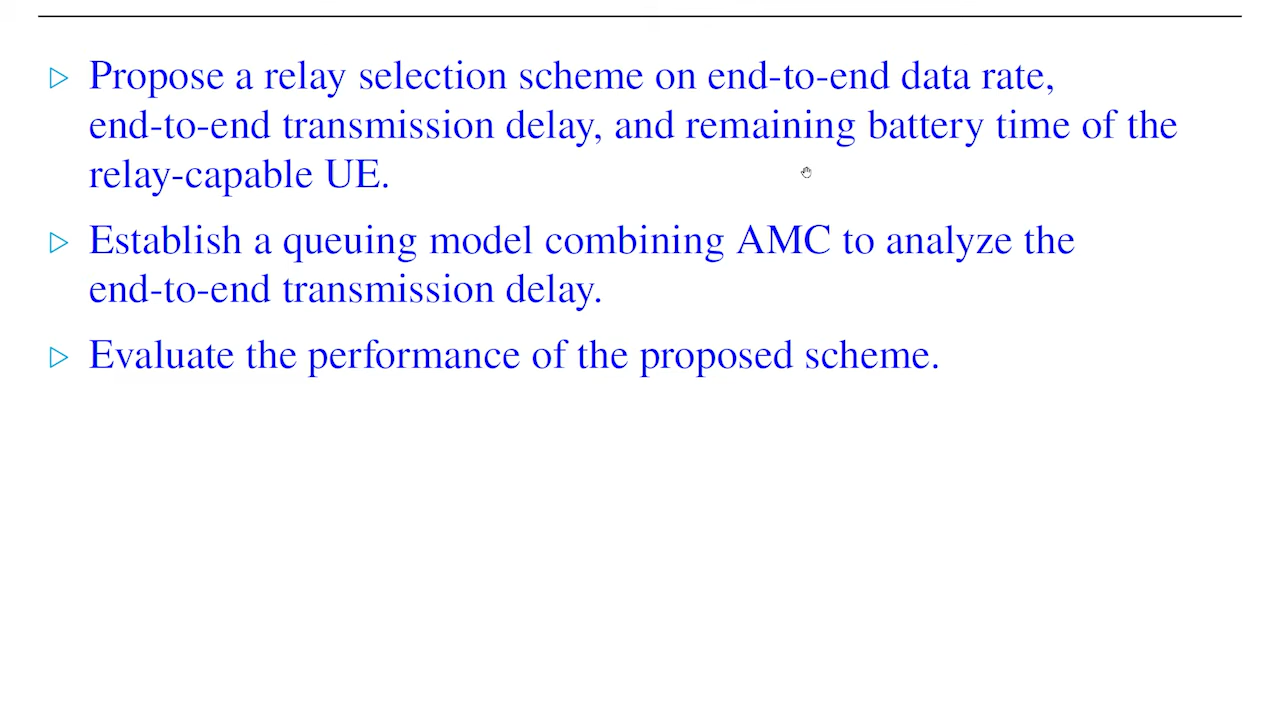 Propose a relay selection scheme on end-to-end data rate,
end-to-end transmission delay, and remaining battery time of the
relay-capable UE.
Establish a queuing model combining AMC to analyze the
end-to-end transmission delay.
Evaluate the performance of the proposed scheme.